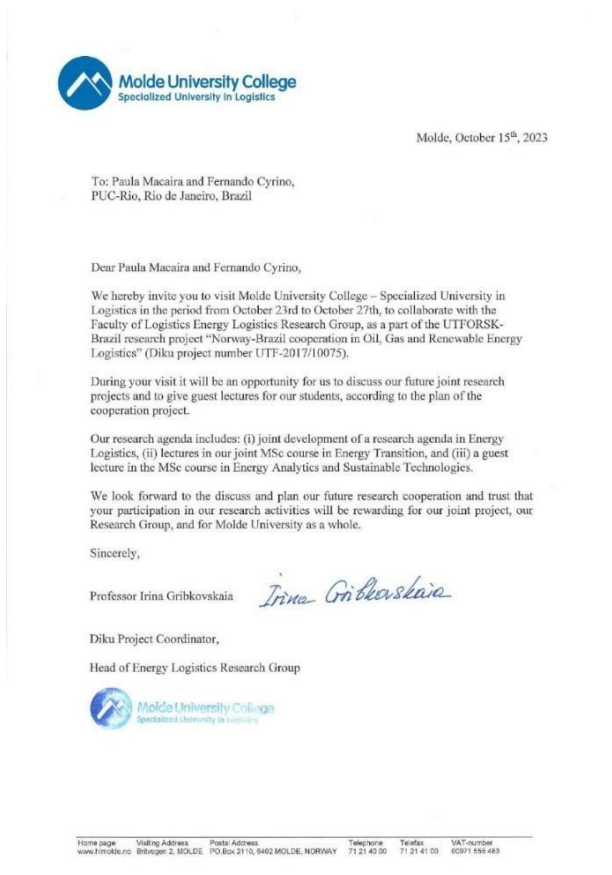 Molde University College
Specialized University in Logistics
Molde, October 15th, 2023
To: Paula Macaira and Fernando Cyrino,
PUC-Rio, Rio de Janeiro, Brazil
Dear Paula Macaira and Fernando Cyrino,
We hereby invite you to visit Molde University College – Specialized University in
Logistics in the period from October 23rd to October 27th, to collaborate with the
Faculty of Logistics Energy Logistics Research Group, as a part of the UTFORSK-
Brazil research project “Norway-Brazil cooperation in Oil, Gas and Renewable Energy
Logistics” (Diku project number UTF-2017/10075).
During your visit it will be an opportunity for us to discuss our future joint research
projects and to give guest lectures for our students, according to the plan of the
cooperation project.
Our research agenda includes: (i) joint development of a research agenda in Energy
Logistics, (ii) lectures in our joint MSc course in Energy Transition, and (iii) a guest
lecture in the MSc course in Energy Analytics and Sustainable Technologies.
We look forward to the discuss and plan our future research cooperation and trust that
your participation in our research activities will be rewarding for our joint project, our
Research Group, and for Molde University as a whole.
Sincerely,
Professor Irina Gribkovskaia Irina Gribkovskaia
Diku Project Coordinator,
Head of Energy Logistics Research Group
Molde University College
Specialized University in Logistics
Home page Visiting Address Postal Address Telephone Telefax VAT-number
www.himolde.no Britvegen 2, MOLDE PO.Box 2110, 6402 MOLDE, NORWAY 71 21 40 00 71 21 41 00 00971 555 483